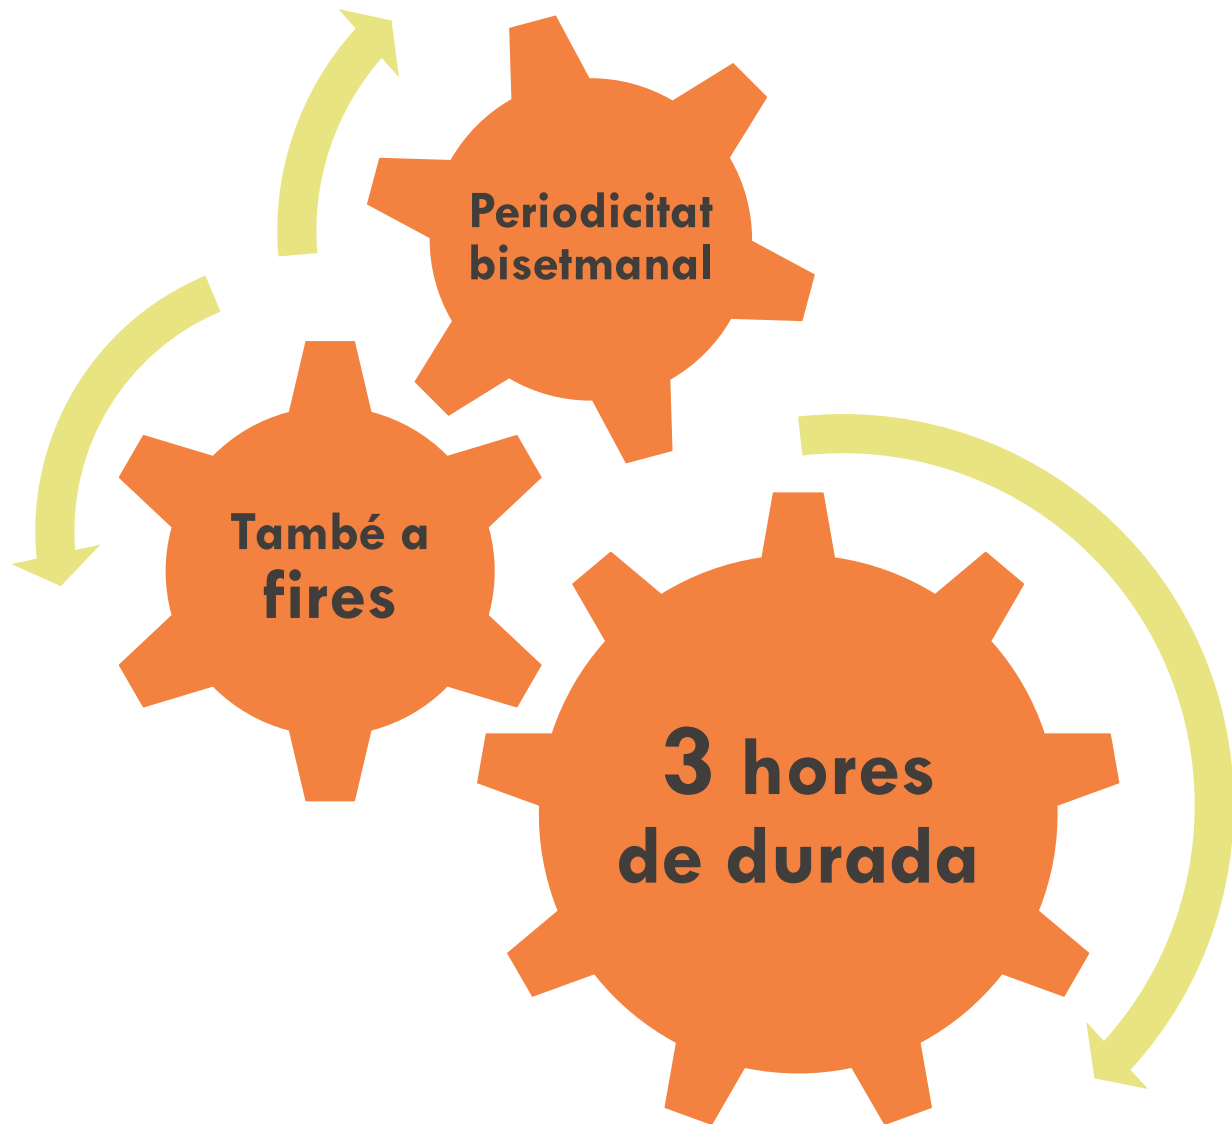 Periodicitat
bisetmanal
També a
fires
3 hores
de durada